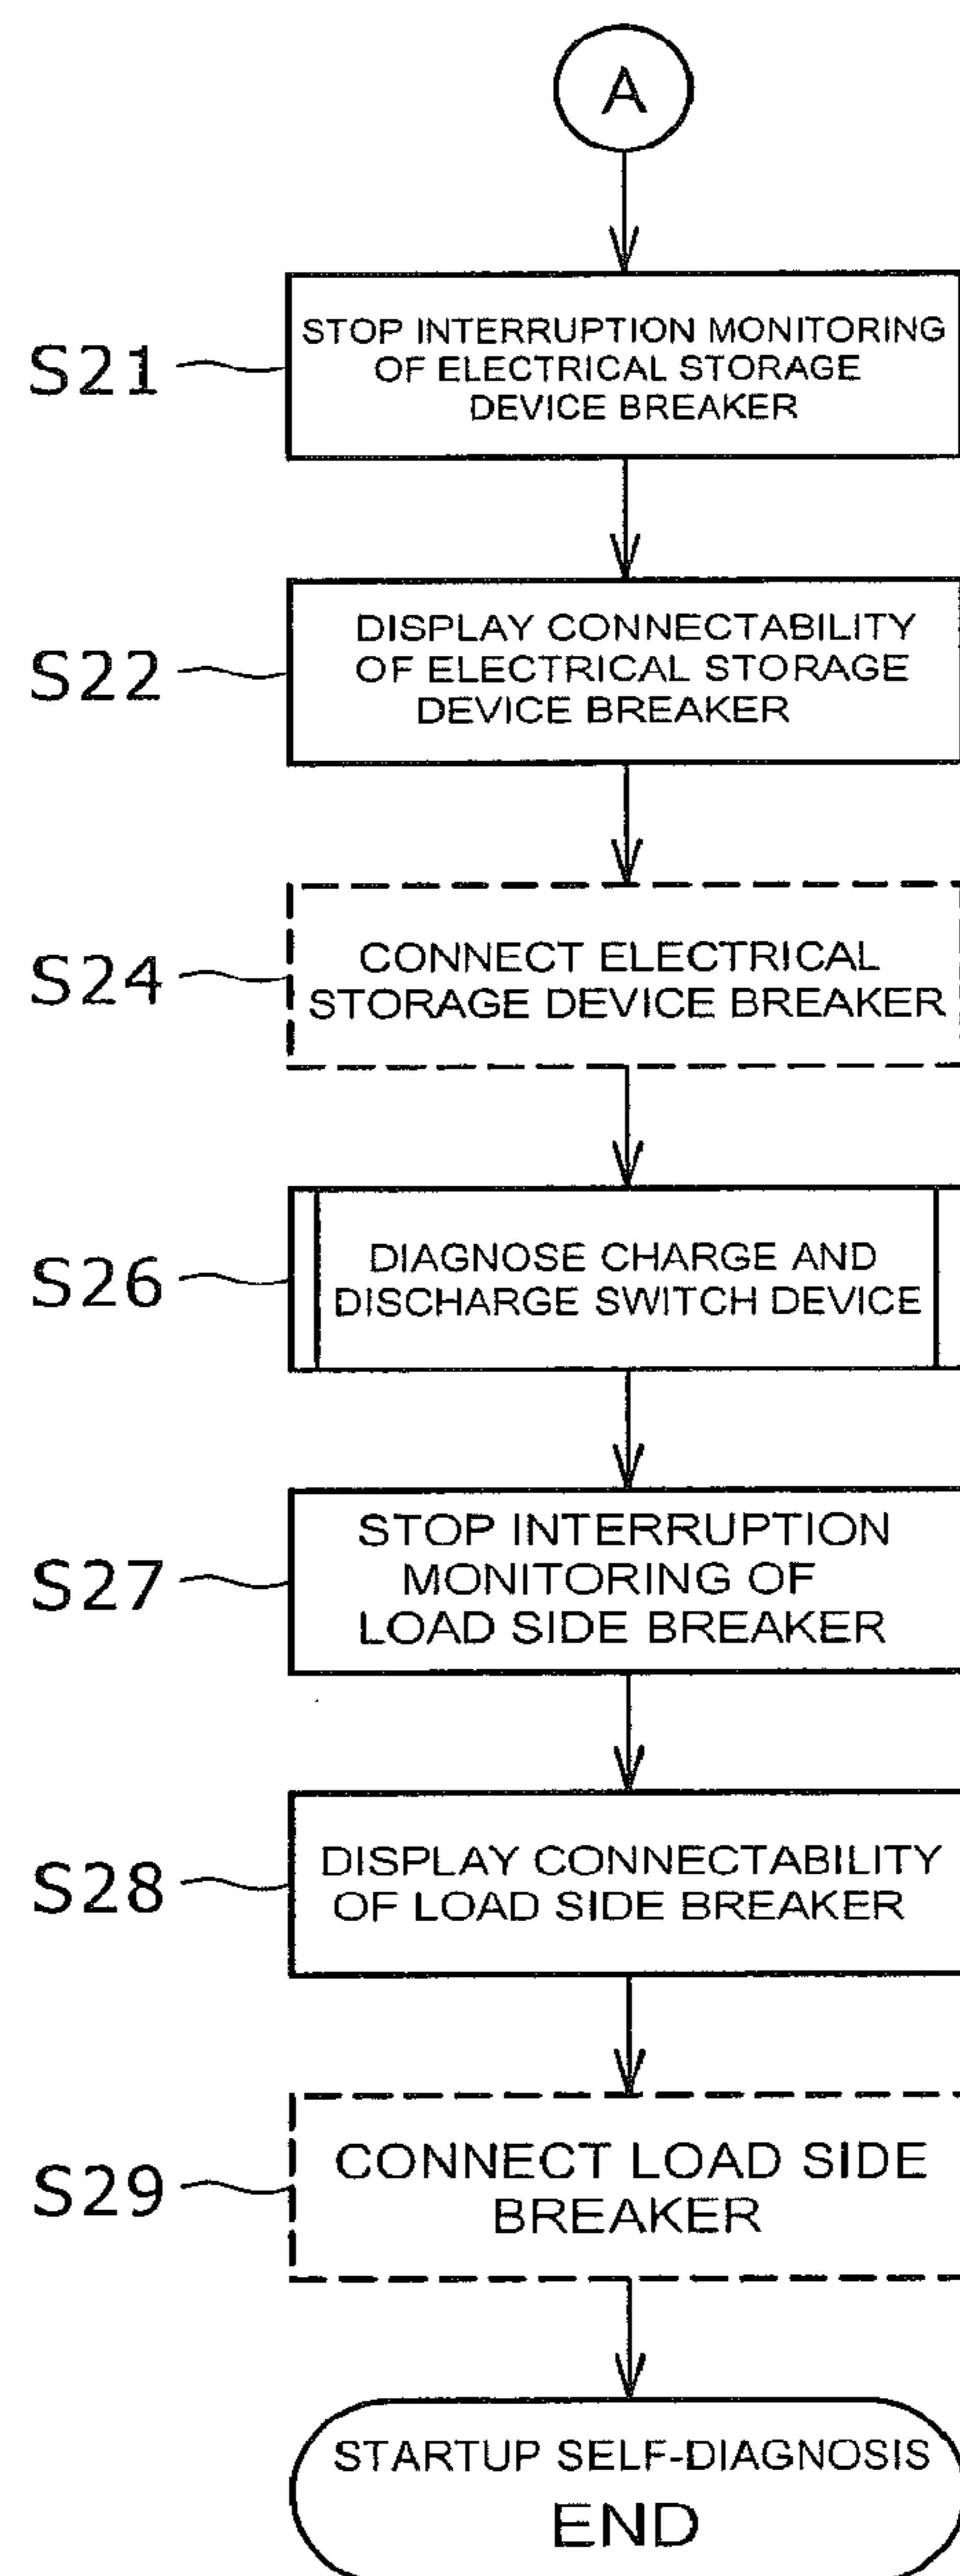 A
S21
STOP INTERRUPTION MONITORING
OF ELECTRICAL STORAGE
DEVICE BREAKER
S22
DISPLAY CONNECTABILITY
OF ELECTRICAL STORAGE
DEVICE BREAKER
S24
CONNECT ELECTRICAL
STORAGE DEVICE BREAKER
S26
DIAGNOSE CHARGE AND
DISCHARGE SWITCH DEVICE
S27
STOP INTERRUPTION
MONITORING OF
LOAD SIDE BREAKER
S28
DISPLAY CONNECTABILITY
OF LOAD SIDE BREAKER
S29
CONNECT LOAD SIDE
BREAKER
STARTUP SELF-DIAGNOSIS
END